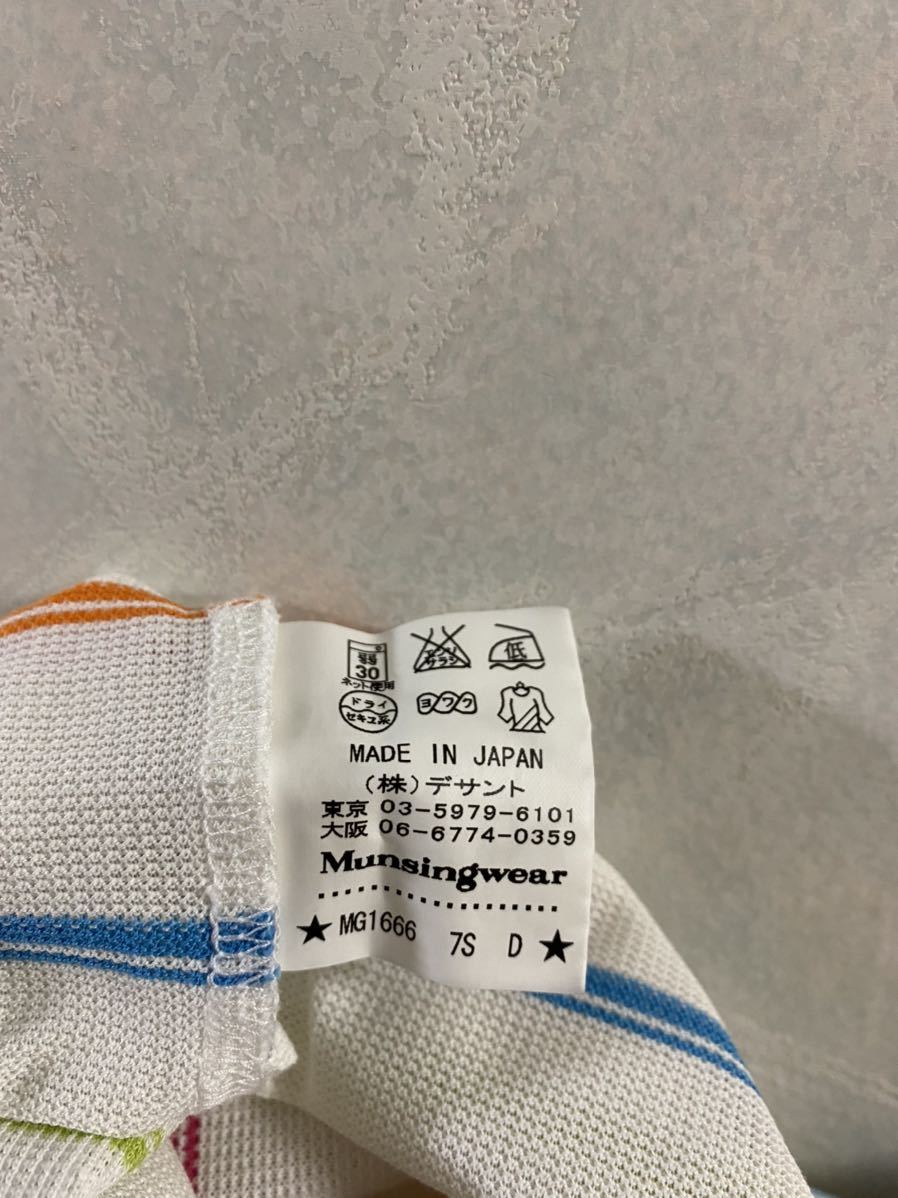 弱
30
ネット使用
エンソ
サラシ
低
ドライ
セキユ系
ヨワク
MADE IN JAPAN
(株)デサント
東京 03-5979-6101
大阪 06-6774-0359
Munsingwear
★ MG1666 7S D ★